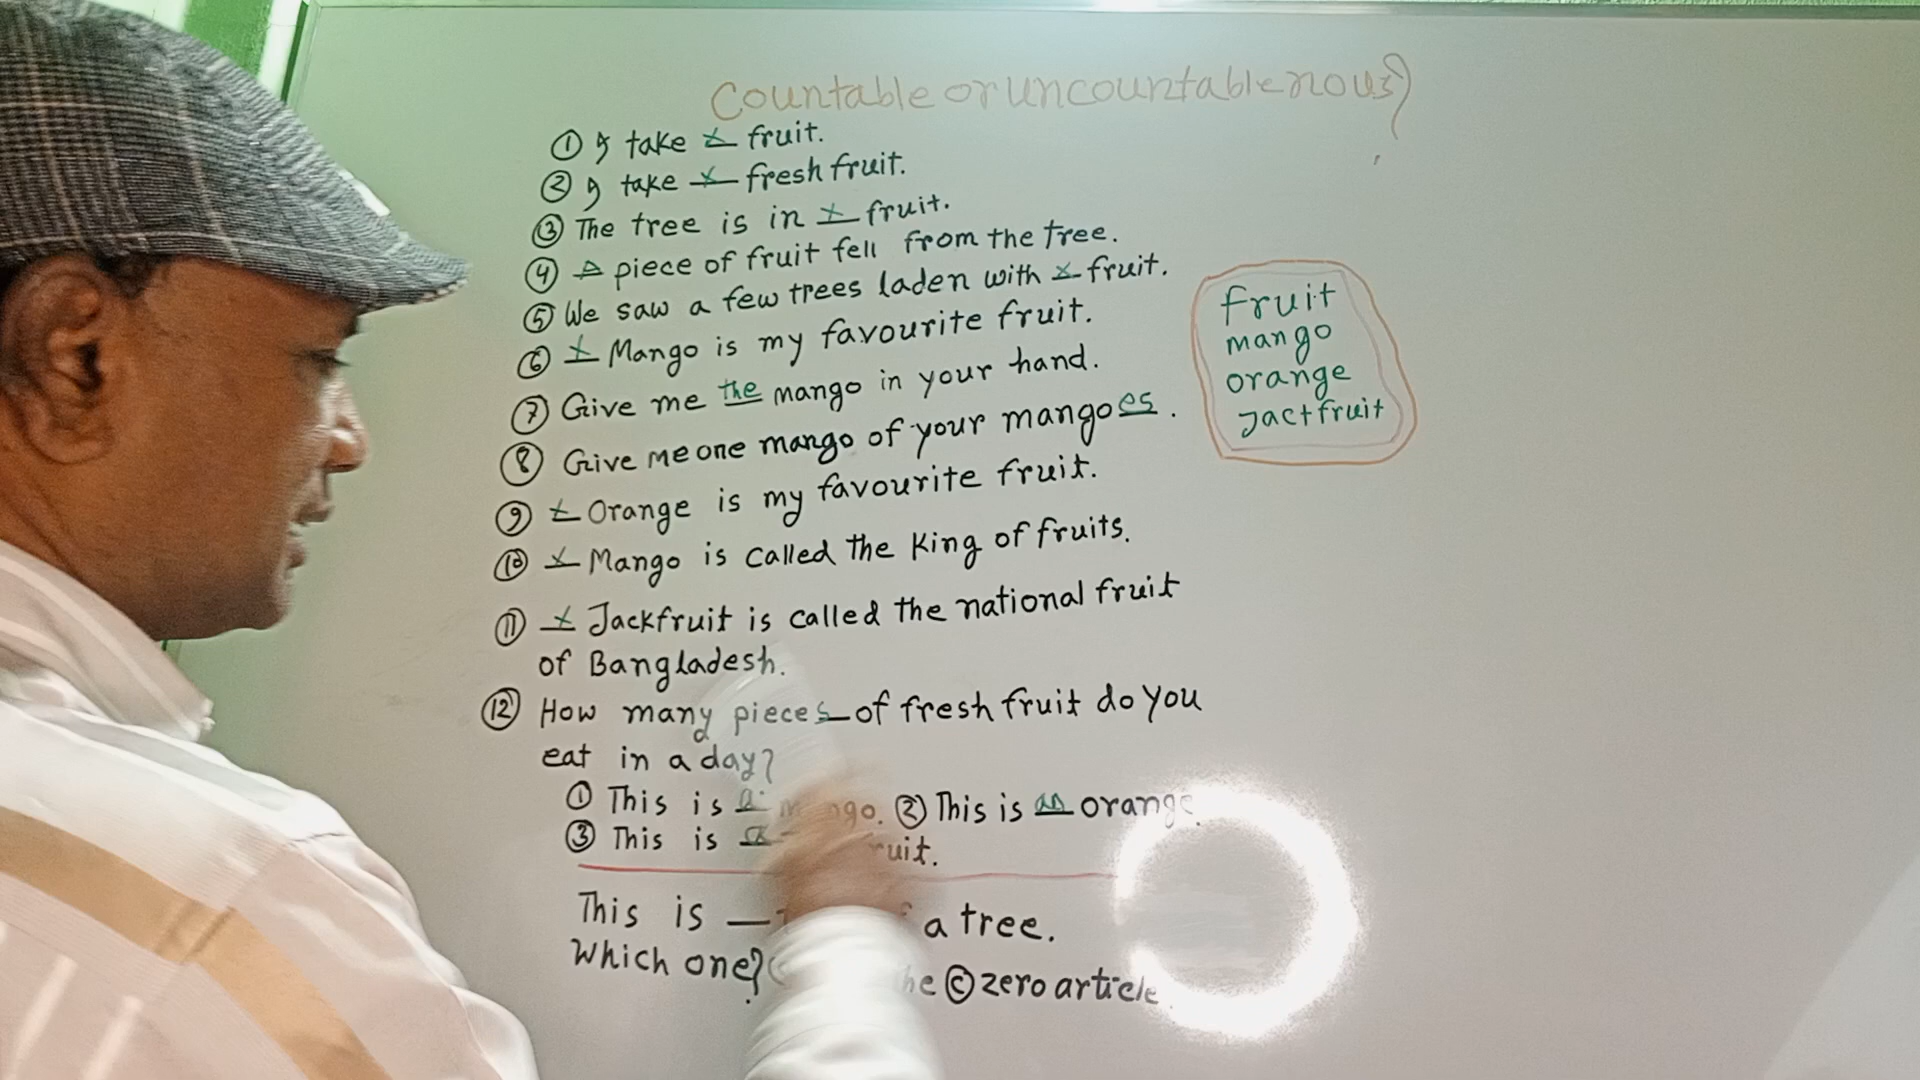 Countable or uncountable nous?
① I take × fruit.
② I take × fresh fruit.
③ The tree is in × fruit.
④ A piece of fruit fell from the tree.
⑤ We saw a few trees laden with × fruit.
⑥ × Mango is my favourite fruit.
⑦ Give me the mango in your hand.
⑧ Give me one mango of your mangoes.
⑨ × Orange is my favourite fruit.
⑩ × Mango is called the King of fruits.
⑪ × Jackfruit is called the national fruit
of Bangladesh.
⑫ How many pieces of fresh fruit do you
eat in a day?
① This is a mango. ② This is an orange.
③ This is a
This is — a tree.
Which one? ⓒ zero article
fruit
mango
orange
Jactfruit